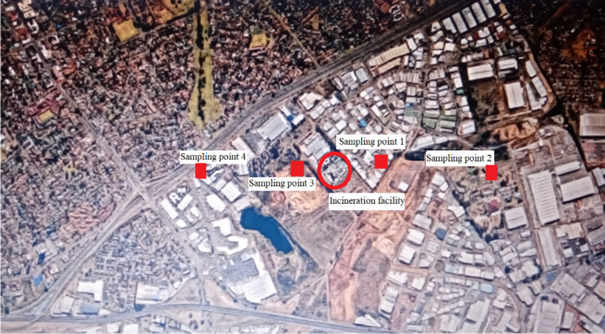 Sampling point 1
Sampling point 4
Sampling point 2
Sampling point 3
Incineration facility